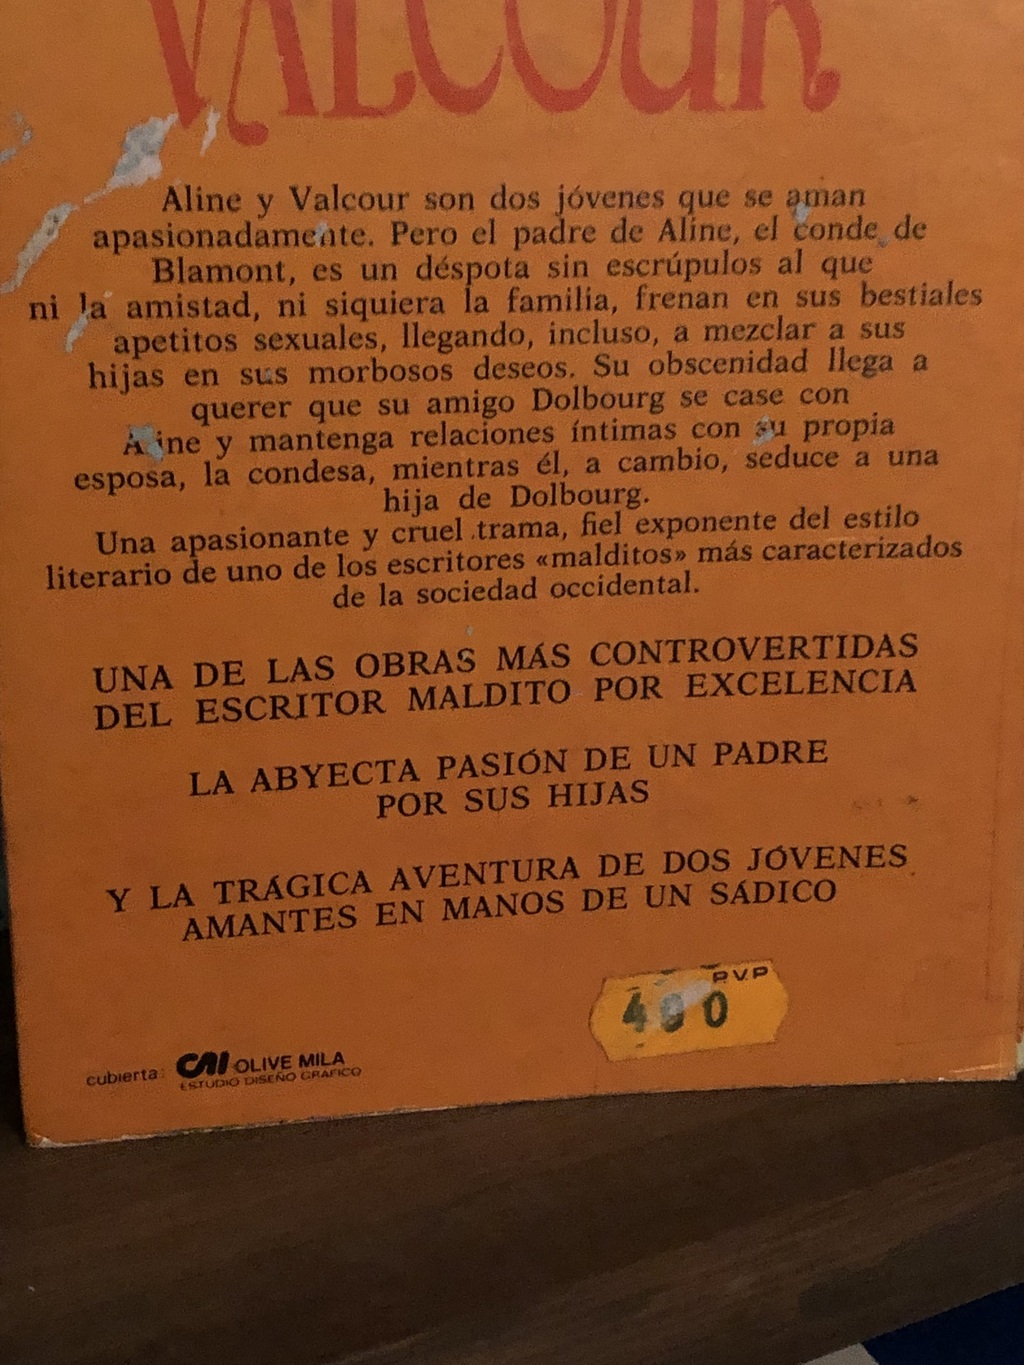 VALCOUR
Aline y Valcour son dos jóvenes que se aman
apasionadamente. Pero el padre de Aline, el conde de
Blamont, es un déspota sin escrúpulos al que
ni la amistad, ni siquiera la familia, frenan en sus bestiales
apetitos sexuales, llegando, incluso, a mezclar a sus
hijas en sus morbosos deseos. Su obscenidad llega a
querer que su amigo Dolbourg se case con
Aline y mantenga relaciones íntimas con su propia
esposa, la condesa, mientras él, a cambio, seduce a una
hija de Dolbourg.
Una apasionante y cruel trama, fiel exponente del estilo
literario de uno de los escritores «malditos» más caracterizados
de la sociedad occidental.
UNA DE LAS OBRAS MÁS CONTROVERTIDAS
DEL ESCRITOR MALDITO POR EXCELENCIA
LA ABYECTA PASIÓN DE UN PADRE
POR SUS HIJAS
Y LA TRÁGICA AVENTURA DE DOS JÓVENES
AMANTES EN MANOS DE UN SÁDICO
P.V.P
cubierta: OLIVE MILA
ESTUDIO DISEÑO GRAFICO